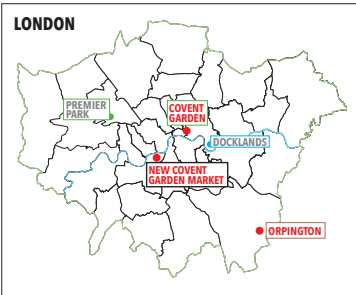 LONDON
PREMIER
PARK
COVENT
GARDEN
DOCKLANDS
NEW COVENT
GARDEN MARKET
ORPINGTON